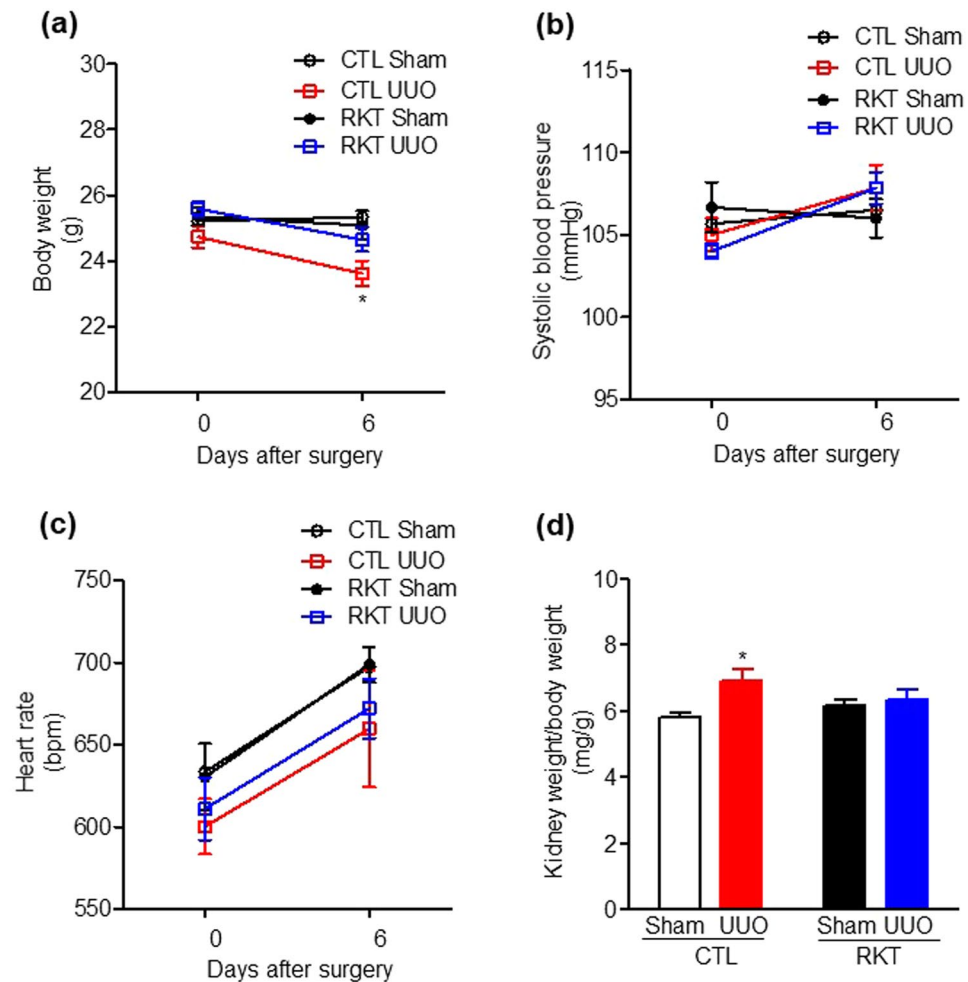 (a)
CTL Sham
CTL UUO
RKT Sham
RKT UUO
30
28
26
24
22
20
Body weight
(g)
*
0
6
Days after surgery
(b)
CTL Sham
CTL UUO
RKT Sham
RKT UUO
115
110
105
100
95
Systolic blood pressure
(mmHg)
0
6
Days after surgery
(c)
CTL Sham
CTL UUO
RKT Sham
RKT UUO
750
700
650
600
550
Heart rate
(bpm)
0
6
Days after surgery
(d)
10
8
6
4
2
0
Kidney weight/body weight
(mg/g)
*
Sham UUO
CTL
Sham UUO
RKT